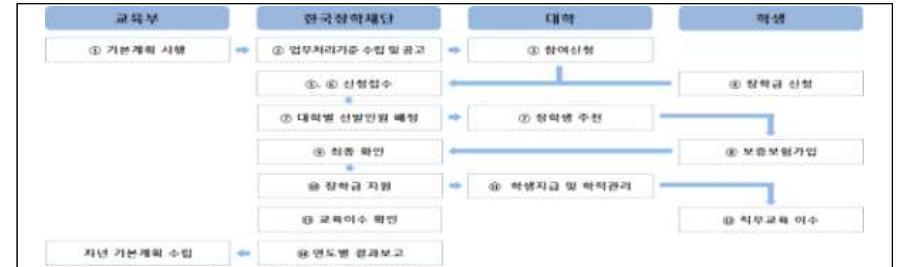 교육부 한국장학재단 대학 학생
① 기본계획 시행 ② 업무처리기준 수립 및 공고 ③ 참여신청
⑤, ⑥ 신청접수 ④ 장학금 신청
⑦ 대학별 선발인원 배정 ⑦ 장학생 추천
⑨ 최종 확인 ⑧ 보증보험가입
⑩ 장학금 지원 ⑪ 학생지급 및 학적관리
⑬ 교육이수 확인 ⑫ 직무교육 이수
차년 기본계획 수립 ⑭ 연도별 결과보고